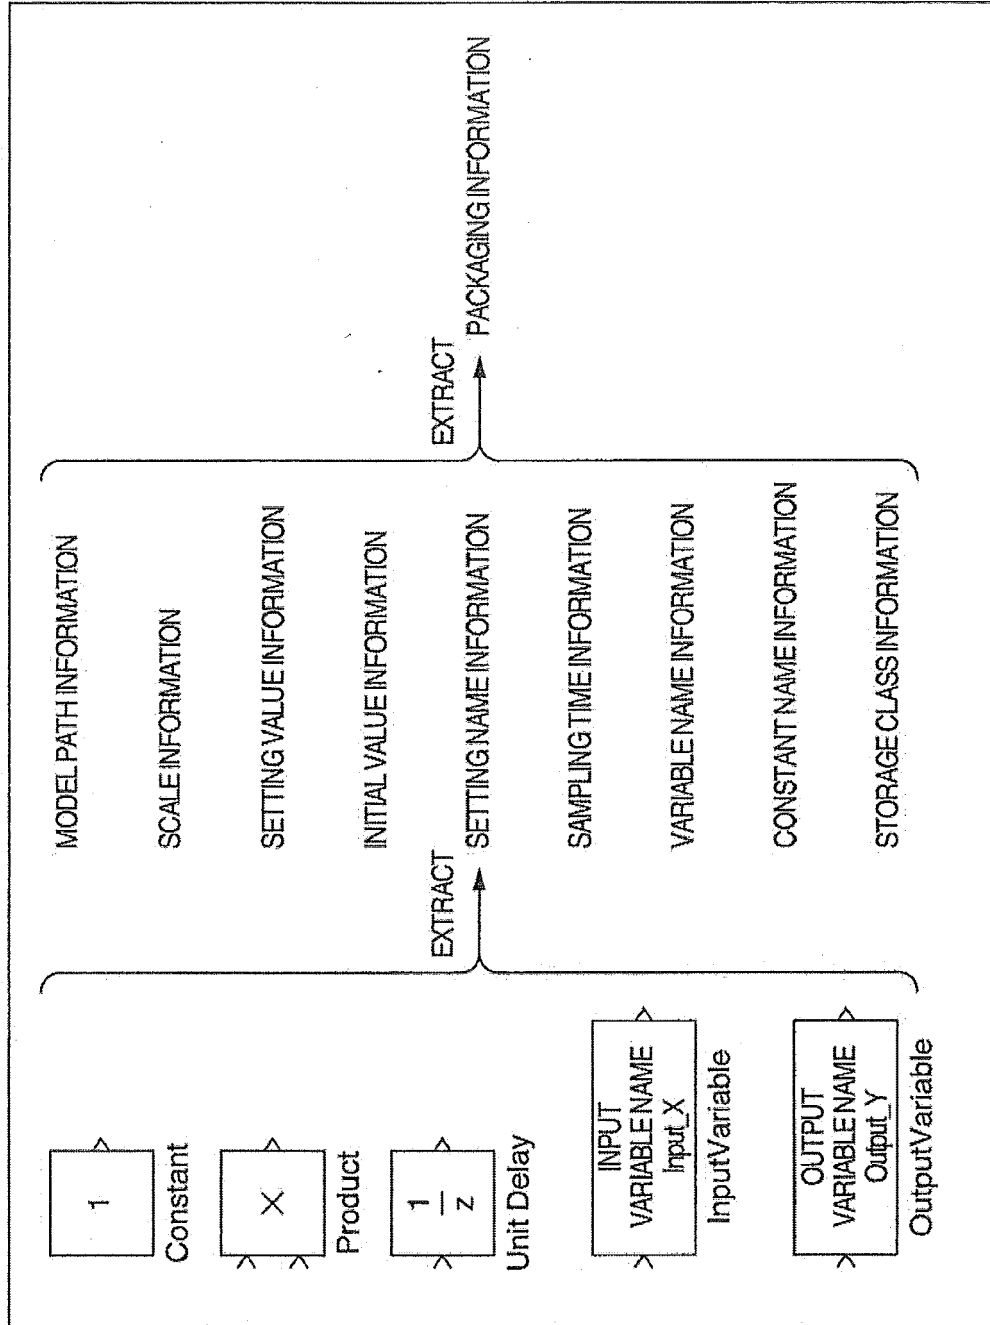 1
Constant
X
Product
1
z
Unit Delay
INPUT
VARIABLE NAME
Input_X
InputVariable
OUTPUT
VARIABLE NAME
Output_Y
OutputVariable
EXTRACT
MODEL PATH INFORMATION
SCALE INFORMATION
SETTING VALUE INFORMATION
INITIAL VALUE INFORMATION
SETTING NAME INFORMATION
SAMPLING TIME INFORMATION
VARIABLE NAME INFORMATION
CONSTANT NAME INFORMATION
STORAGE CLASS INFORMATION
EXTRACT
PACKAGING INFORMATION